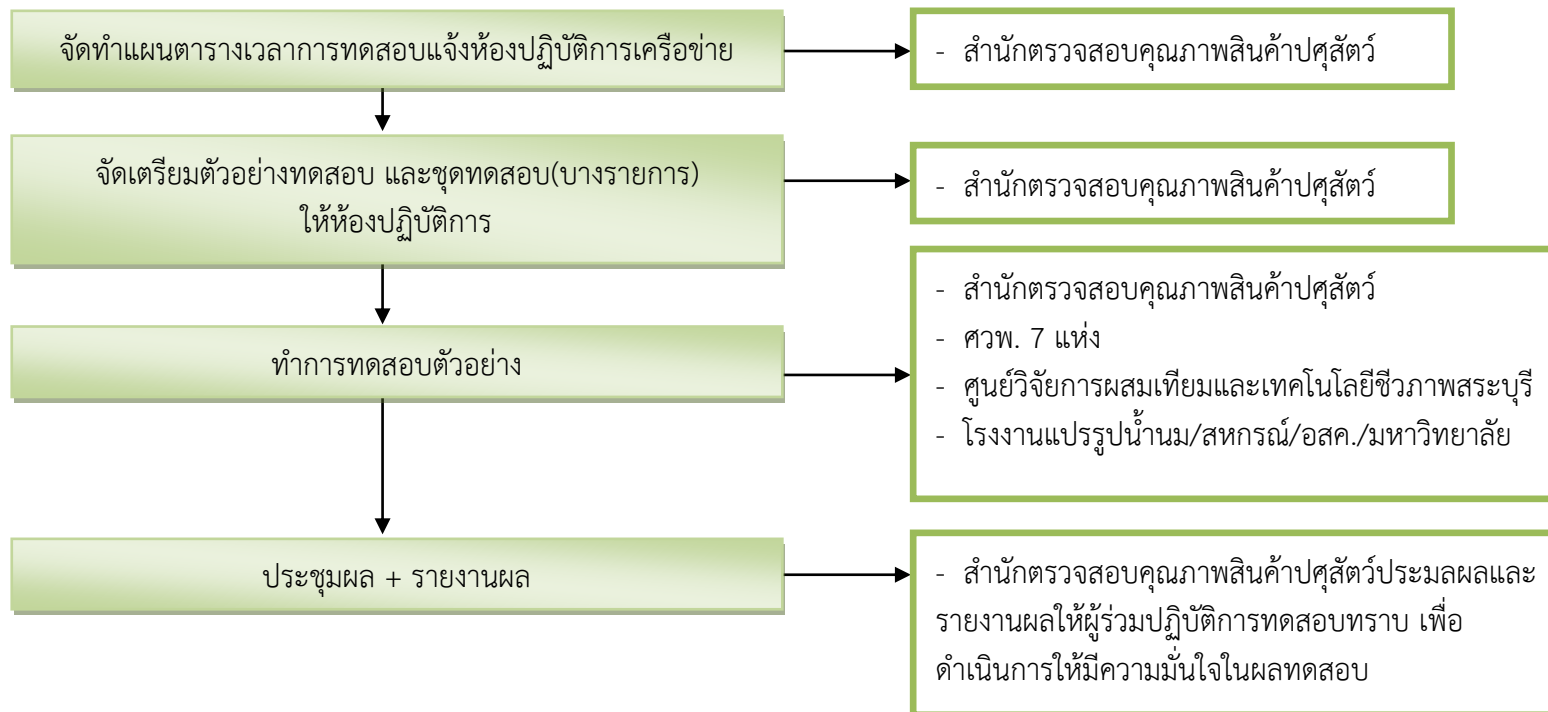 จัดทำแผนตารางเวลาการทดสอบแจ้งห้องปฏิบัติการเครือข่าย
- สำนักตรวจสอบคุณภาพสินค้าปศุสัตว์
จัดเตรียมตัวอย่างทดสอบ และชุดทดสอบ(บางรายการ)
ให้ห้องปฏิบัติการ
- สำนักตรวจสอบคุณภาพสินค้าปศุสัตว์
ทำการทดสอบตัวอย่าง
- สำนักตรวจสอบคุณภาพสินค้าปศุสัตว์
- ศวพ. 7 แห่ง
- ศูนย์วิจัยการผสมเทียมและเทคโนโลยีชีวภาพสระบุรี
- โรงงานแปรรูปน้ำนม/สหกรณ์/อสค./มหาวิทยาลัย
ประชุมผล + รายงานผล
- สำนักตรวจสอบคุณภาพสินค้าปศุสัตว์ประมลผลและ
รายงานผลให้ผู้ร่วมปฏิบัติการทดสอบทราบ เพื่อ
ดำเนินการให้มีความมั่นใจในผลทดสอบ